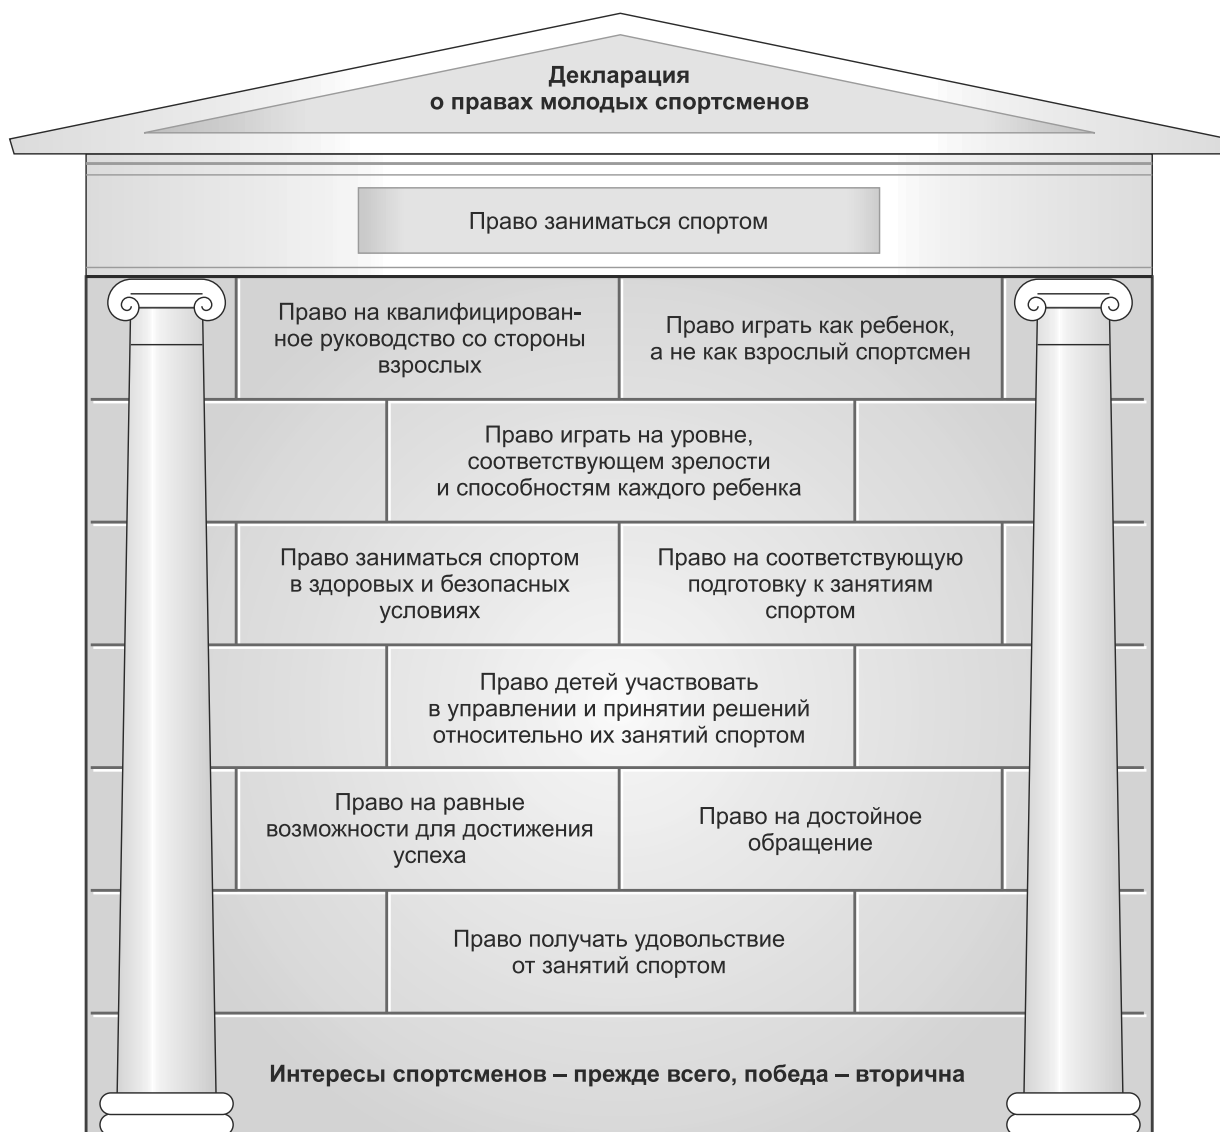 Декларация
о правах молодых спортсменов
Право заниматься спортом
Право на квалифицирован-
ное руководство со стороны
взрослых
Право играть как ребенок,
а не как взрослый спортсмен
Право играть на уровне,
соответствующем зрелости
и способностям каждого ребенка
Право заниматься спортом
в здоровых и безопасных
условиях
Право на соответствующую
подготовку к занятиям
спортом
Право детей участвовать
в управлении и принятии решений
относительно их занятий спортом
Право на равные
возможности для достижения
успеха
Право на достойное
обращение
Право получать удовольствие
от занятий спортом
Интересы спортсменов – прежде всего, победа – вторична